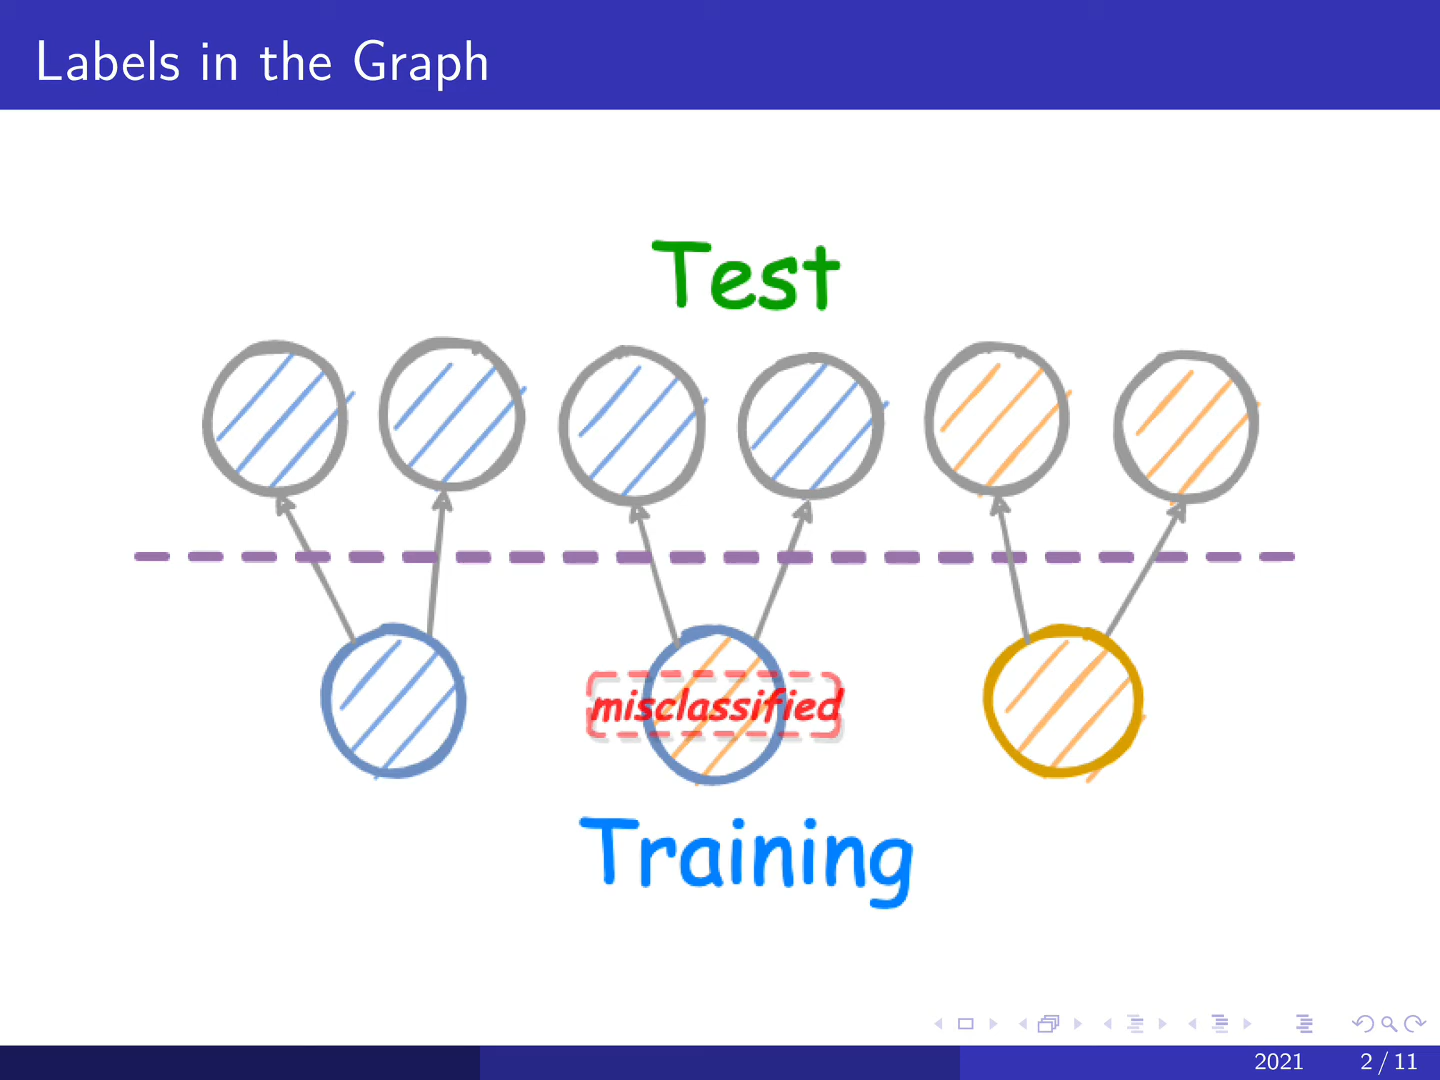 Labels in the Graph
Test
misclassified
Training
2021 2 / 11